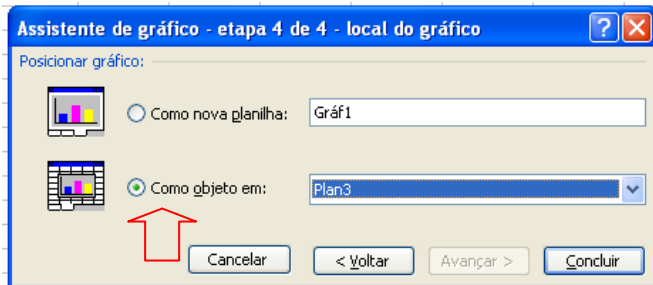 Assistente de gráfico - etapa 4 de 4 - local do gráfico
Posicionar gráfico:
Como nova planilha: Gráf1
Como objeto em: Plan3
Cancelar < Voltar Avançar > Concluir